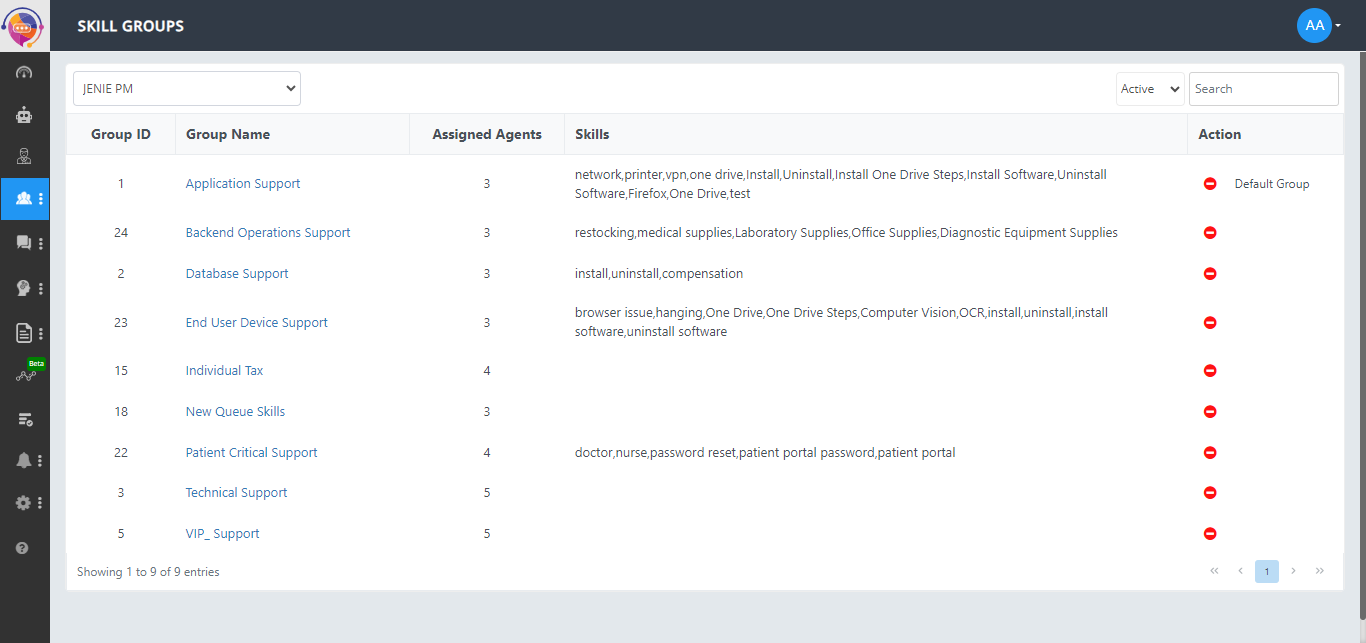 SKILL GROUPS
AA
JENIE PM
Active
Search
Group ID
Group Name
Assigned Agents
Skills
Action
1
Application Support
3
network,printer,vpn,one drive,Install,Uninstall,Install One Drive Steps,Install Software,Uninstall
Software,Firefox,One Drive,test
Default Group
24
Backend Operations Support
3
restocking,medical supplies,Laboratory Supplies,Office Supplies,Diagnostic Equipment Supplies
2
Database Support
3
install,uninstall,compensation
23
End User Device Support
3
browser issue,hanging,One Drive,One Drive Steps,Computer Vision,OCR,install,uninstall,install
software,uninstall software
Beta
15
Individual Tax
4
18
New Queue Skills
3
22
Patient Critical Support
4
doctor,nurse,password reset,patient portal password,patient portal
3
Technical Support
5
5
VIP_ Support
5
Showing 1 to 9 of 9 entries
1